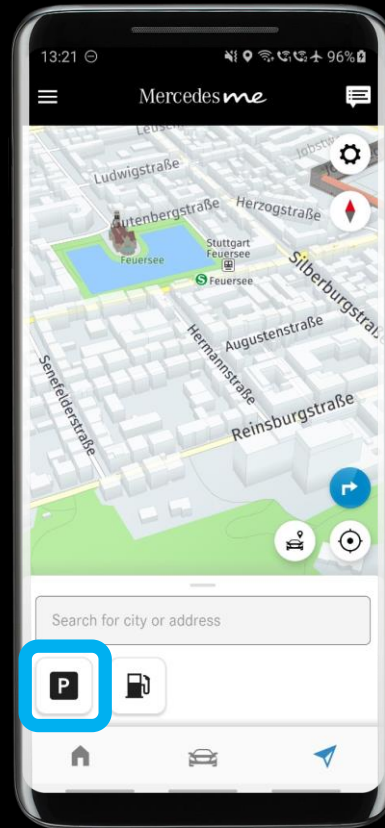 13:21 96%
Mercedes me
Ludwigstraße
Gutenbergstraße
Herzogstraße
Feuersee
Stuttgart
Feuersee
S Feuersee
Silberburgstraße
Augustenstraße
Hermannstraße
Senefelderstraße
Reinsburgstraße
Search for city or address
P